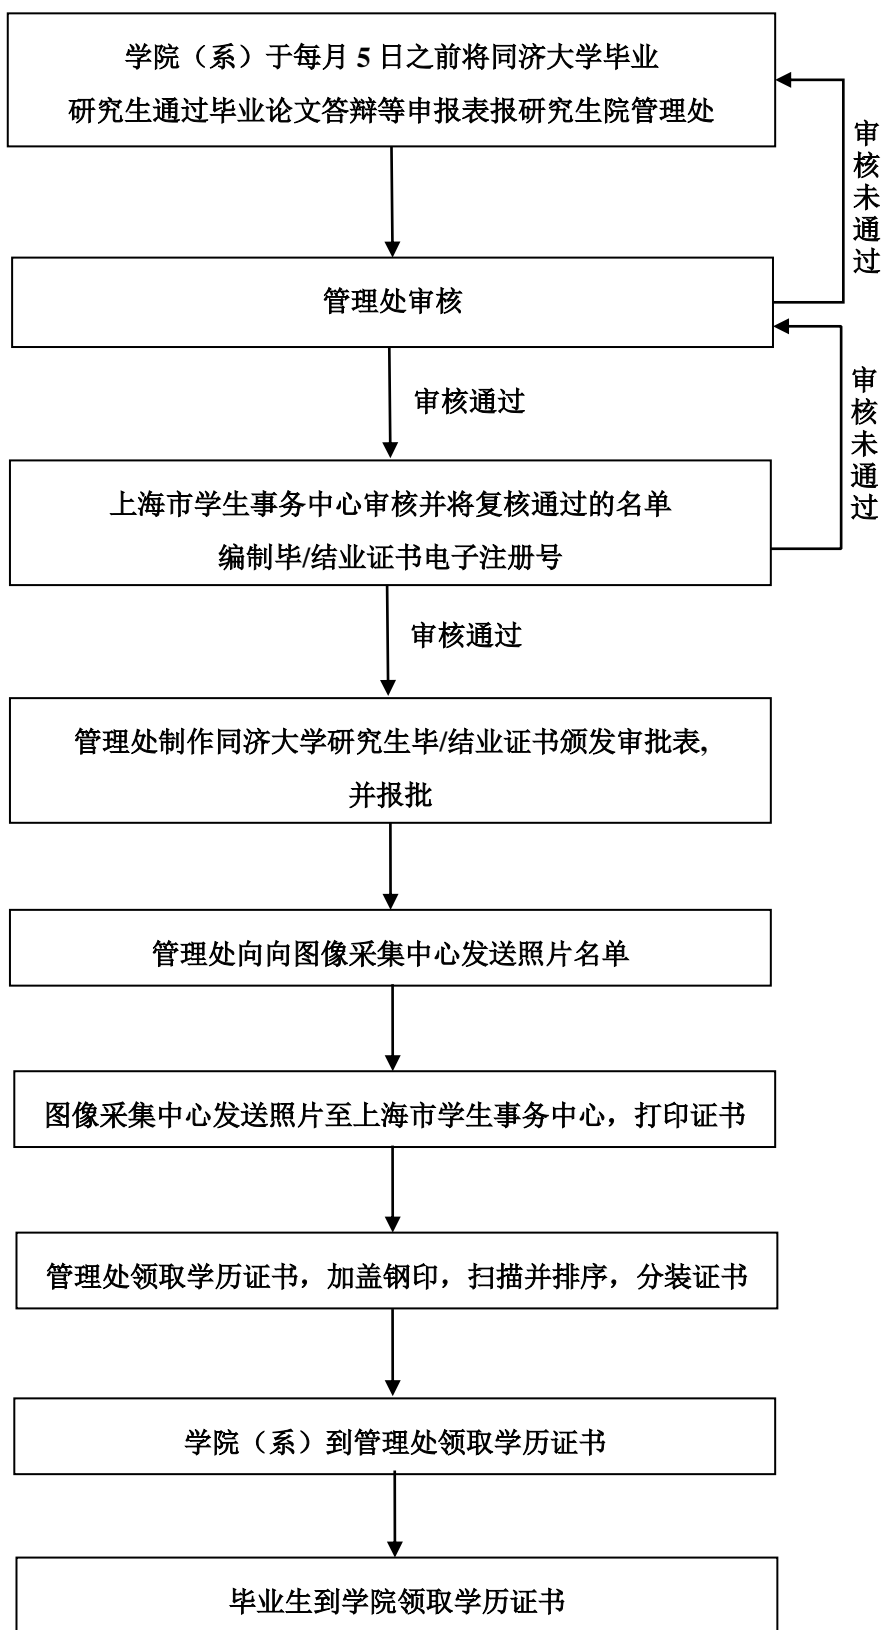 学院（系）于每月 5 日之前将同济大学毕业
研究生通过毕业论文答辩等申报表报研究生院管理处
审核未通过
管理处审核
审核通过
审核未通过
上海市学生事务中心审核并将复核通过的名单
编制毕/结业证书电子注册号
审核通过
管理处制作同济大学研究生毕/结业证书颁发审批表,
并报批
管理处向向图像采集中心发送照片名单
图像采集中心发送照片至上海市学生事务中心，打印证书
管理处领取学历证书，加盖钢印，扫描并排序，分装证书
学院（系）到管理处领取学历证书
毕业生到学院领取学历证书